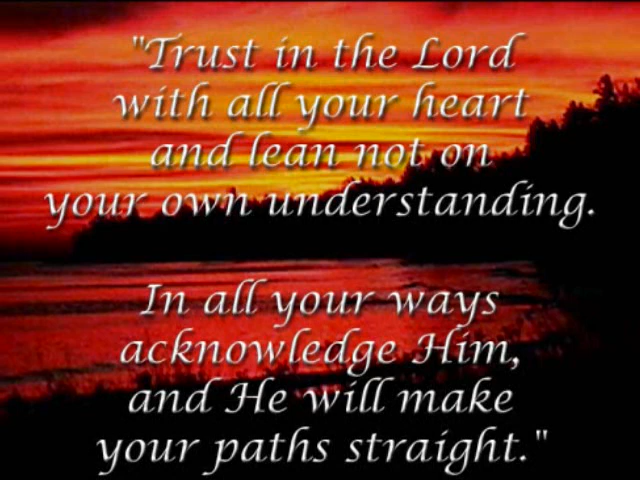 "Trust in the Lord
with all your heart
and lean not on
your own understanding.
In all your ways
acknowledge Him,
and He will make
your paths straight."